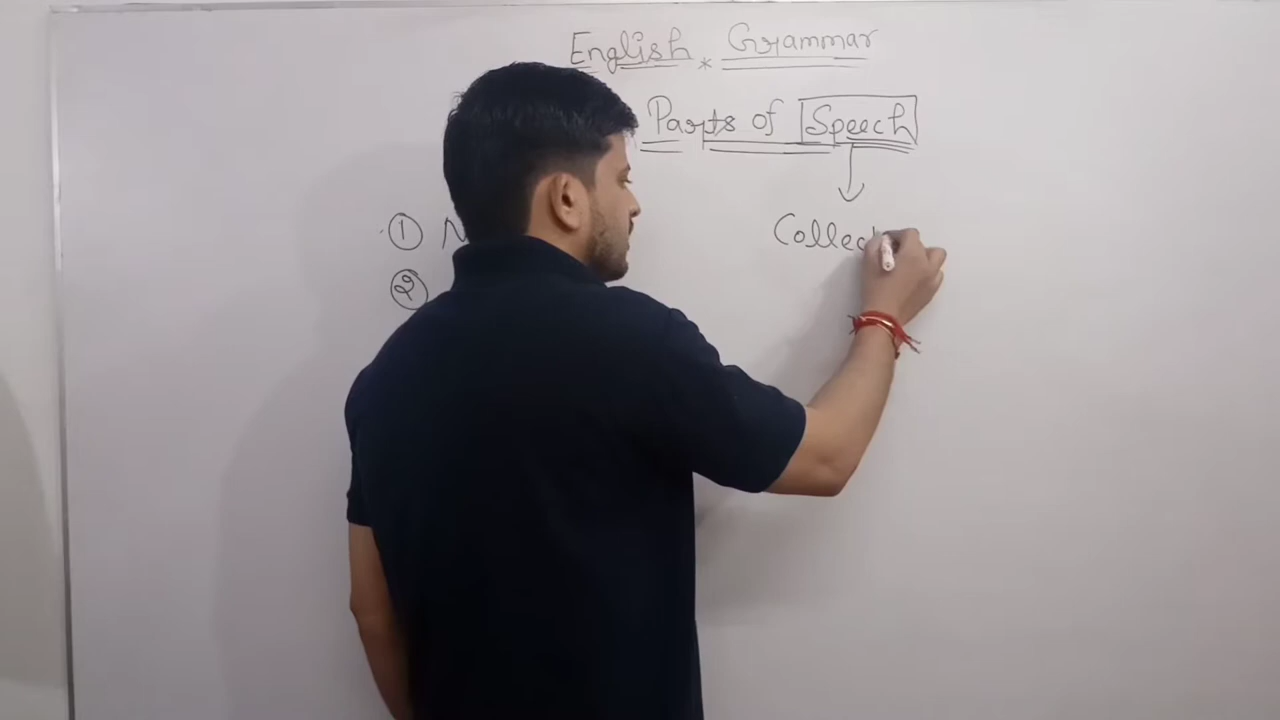 English * Grammar
Parts of Speech
① N
②
Collec